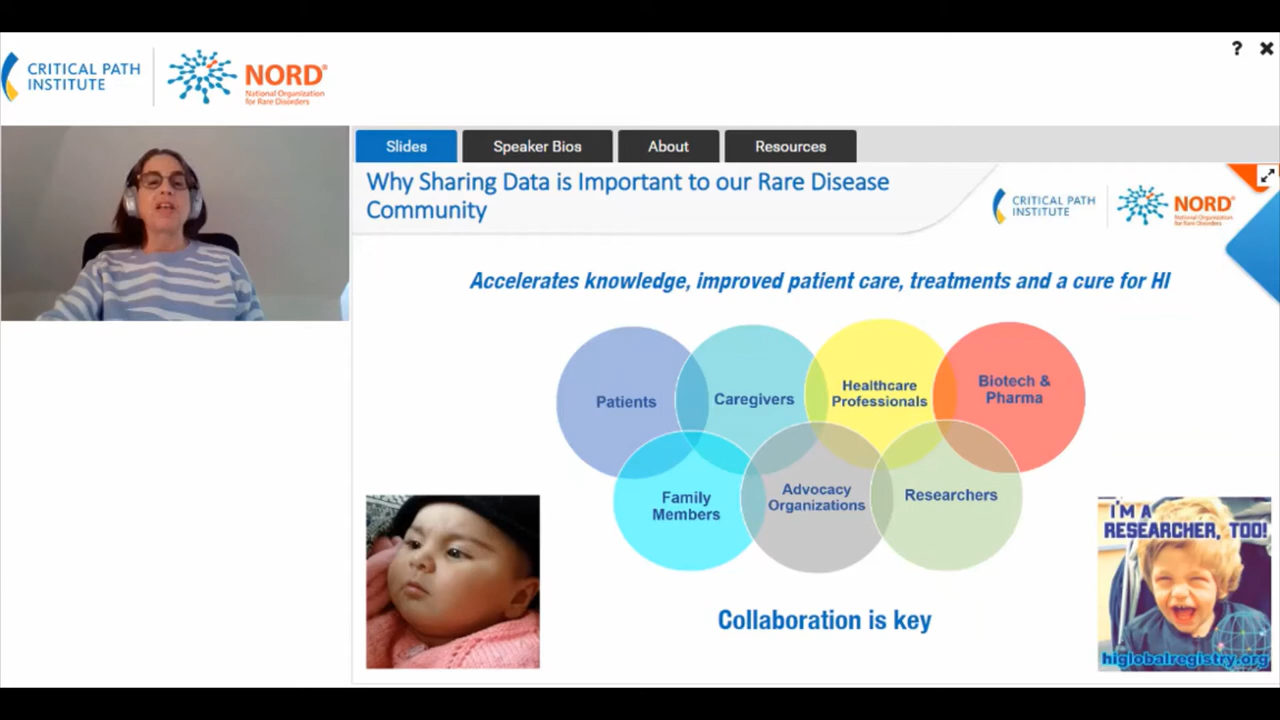 ? ✖
CRITICAL PATH
INSTITUTE
NORD®
National Organization
for Rare Disorders
Slides
Speaker Bios
About
Resources
Why Sharing Data is Important to our Rare Disease
Community
CRITICAL PATH
INSTITUTE
NORD®
National Organization
for Rare Disorders
Accelerates knowledge, improved patient care, treatments and a cure for HI
Patients
Caregivers
Healthcare
Professionals
Biotech &
Pharma
Family
Members
Advocacy
Organizations
Researchers
I'M A
RESEARCHER, TOO!
higlobalregistry.org
Collaboration is key